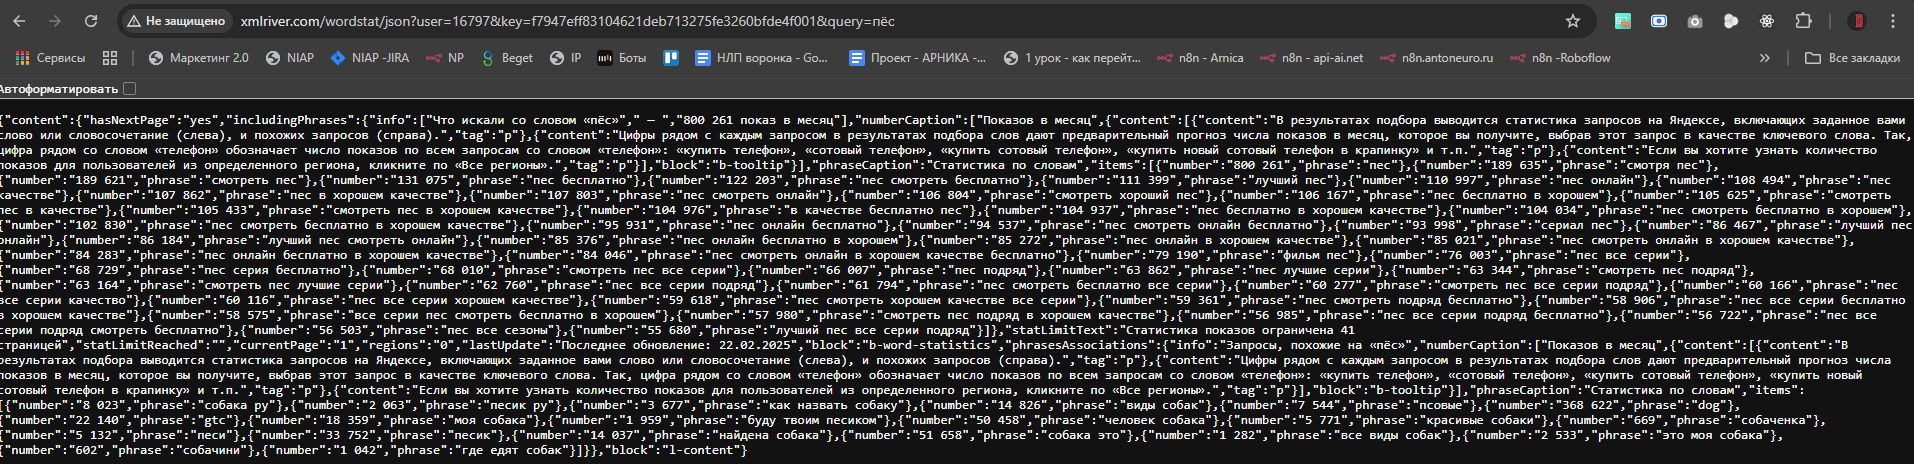 Не защищено xmlriver.com/wordstat/json?user=16797&key=f7947eff83104621deb713275fe3260bfde4f001&query=пёс
Сервисы Маркетинг 2.0 NIAP NIAP -JIRA NP Beget IP Боты НЛП воронка - Go... Проект - АРНИКА -... 1 урок - как перейт... n8n - Arnica n8n - api-ai.net n8n.antoneuro.ru n8n -Roboflow » Все закладки
Автоформатировать
{"content":{"hasNextPage":"yes","includingPhrases":{"info":["Что искали со словом «пёс»"," — ","800 261 показ в месяц"],"numberCaption":["Показов в месяц",{"content":[{"content":"В результатах подбора выводится статистика запросов на Яндексе, включающих заданное вами
слово или словосочетание (слева), и похожих запросов (справа).","tag":"p"},{"content":"Цифры рядом с каждым запросом в результатах подбора слов дают предварительный прогноз числа показов в месяц, которое вы получите, выбрав этот запрос в качестве ключевого слова. Так,
цифра рядом со словом «телефон» обозначает число показов по всем запросам со словом «телефон»: «купить телефон», «сотовый телефон», «купить сотовый телефон», «купить новый сотовый телефон в крапинку» и т.п.","tag":"p"},{"content":"Если вы хотите узнать количество
показов для пользователей из определенного региона, кликните по «Все регионы».","tag":"p"}],"block":"b-tooltip"}],"phraseCaption":"Статистика по словам","items":[{"number":"800 261","phrase":"пес"},{"number":"189 635","phrase":"смотря пес"},
{"number":"189 621","phrase":"смотреть пес"},{"number":"131 075","phrase":"пес бесплатно"},{"number":"122 203","phrase":"пес смотреть бесплатно"},{"number":"111 399","phrase":"лучший пес"},{"number":"110 997","phrase":"пес онлайн"},{"number":"108 494","phrase":"пес
качестве"},{"number":"107 862","phrase":"пес в хорошем качестве"},{"number":"107 803","phrase":"пес смотреть онлайн"},{"number":"106 804","phrase":"смотреть хороший пес"},{"number":"106 167","phrase":"пес бесплатно в хорошем"},{"number":"105 625","phrase":"смотреть
пес в качестве"},{"number":"105 433","phrase":"смотреть пес в хорошем качестве"},{"number":"104 976","phrase":"в качестве бесплатно пес"},{"number":"104 937","phrase":"пес бесплатно в хорошем качестве"},{"number":"104 034","phrase":"пес смотреть бесплатно в хорошем"},
{"number":"102 830","phrase":"пес смотреть бесплатно в хорошем качестве"},{"number":"95 931","phrase":"пес онлайн бесплатно"},{"number":"94 537","phrase":"пес смотреть онлайн бесплатно"},{"number":"93 998","phrase":"сериал пес"},{"number":"86 467","phrase":"лучший пес
онлайн"},{"number":"86 184","phrase":"лучший пес смотреть онлайн"},{"number":"85 376","phrase":"пес онлайн бесплатно в хорошем"},{"number":"85 272","phrase":"пес онлайн в хорошем качестве"},{"number":"85 021","phrase":"пес смотреть онлайн в хорошем качестве"},
{"number":"84 283","phrase":"пес онлайн бесплатно в хорошем качестве"},{"number":"84 046","phrase":"пес смотреть онлайн в хорошем качестве бесплатно"},{"number":"79 190","phrase":"фильм пес"},{"number":"76 003","phrase":"пес все серии"},
{"number":"68 729","phrase":"пес серия бесплатно"},{"number":"68 010","phrase":"смотреть пес все серии"},{"number":"66 007","phrase":"пес подряд"},{"number":"63 862","phrase":"пес лучшие серии"},{"number":"63 344","phrase":"смотреть пес подряд"},
{"number":"63 164","phrase":"смотреть пес лучшие серии"},{"number":"62 760","phrase":"пес все серии подряд"},{"number":"61 794","phrase":"пес смотреть бесплатно все серии"},{"number":"60 277","phrase":"смотреть пес все серии подряд"},{"number":"60 166","phrase":"пес
все серии качество"},{"number":"60 116","phrase":"пес все серии хорошем качестве"},{"number":"59 618","phrase":"пес смотреть хорошем качестве все серии"},{"number":"59 361","phrase":"пес смотреть подряд бесплатно"},{"number":"58 906","phrase":"пес все серии бесплатно
в хорошем качестве"},{"number":"58 575","phrase":"все серии пес смотреть бесплатно в хорошем"},{"number":"57 980","phrase":"смотреть пес в хорошем качестве подряд"},{"number":"56 985","phrase":"пес все серии подряд бесплатно"},{"number":"56 722","phrase":"пес все
серии подряд смотреть бесплатно"},{"number":"56 503","phrase":"пес все сезоны"},{"number":"55 680","phrase":"лучший пес все серии подряд"}]},"statLimitText":"Статистика показов ограничена 41
страницей","statLimitReached":"","currentPage":"1","regions":"0","lastUpdate":"Последнее обновление: 22.02.2025","block":"b-word-statistics","phrasesAssociations":{"info":"Запросы, похожие на «пёс»","numberCaption":["Показов в месяц",{"content":[{"content":"В
результатах подбора выводится статистика запросов на Яндексе, включающих заданное вами слово или словосочетание (слева), и похожих запросов (справа).","tag":"p"},{"content":"Цифры рядом с каждым запросом в результатах подбора слов дают предварительный прогноз числа
показов в месяц, которое вы получите, выбрав этот запрос в качестве ключевого слова. Так, цифра рядом со словом «телефон» обозначает число показов по всем запросам со словом «телефон»: «купить телефон», «сотовый телефон», «купить сотовый телефон», «купить новый
сотовый телефон в крапинку» и т.п.","tag":"p"},{"content":"Если вы хотите узнать количество показов для пользователей из определенного региона, кликните по «Все регионы».","tag":"p"}],"block":"b-tooltip"}],"phraseCaption":"Статистика по словам","items":
[{"number":"8 023","phrase":"собака ру"},{"number":"2 063","phrase":"песик ру"},{"number":"3 677","phrase":"как назвать собаку"},{"number":"14 826","phrase":"виды собак"},{"number":"7 544","phrase":"псовые"},{"number":"368 622","phrase":"dog"},
{"number":"22 140","phrase":"gtc"},{"number":"18 359","phrase":"моя собака"},{"number":"1 959","phrase":"буду твоим песиком"},{"number":"50 458","phrase":"человек собака"},{"number":"5 771","phrase":"красивые собаки"},{"number":"669","phrase":"собаченка"},
{"number":"5 132","phrase":"песи"},{"number":"33 752","phrase":"песик"},{"number":"14 037","phrase":"найдена собака"},{"number":"51 658","phrase":"собака это"},{"number":"1 282","phrase":"все виды собак"},{"number":"2 533","phrase":"это моя собака"},
{"number":"602","phrase":"собачини"},{"number":"1 042","phrase":"где едят собак"}]}},"block":"l-content"}